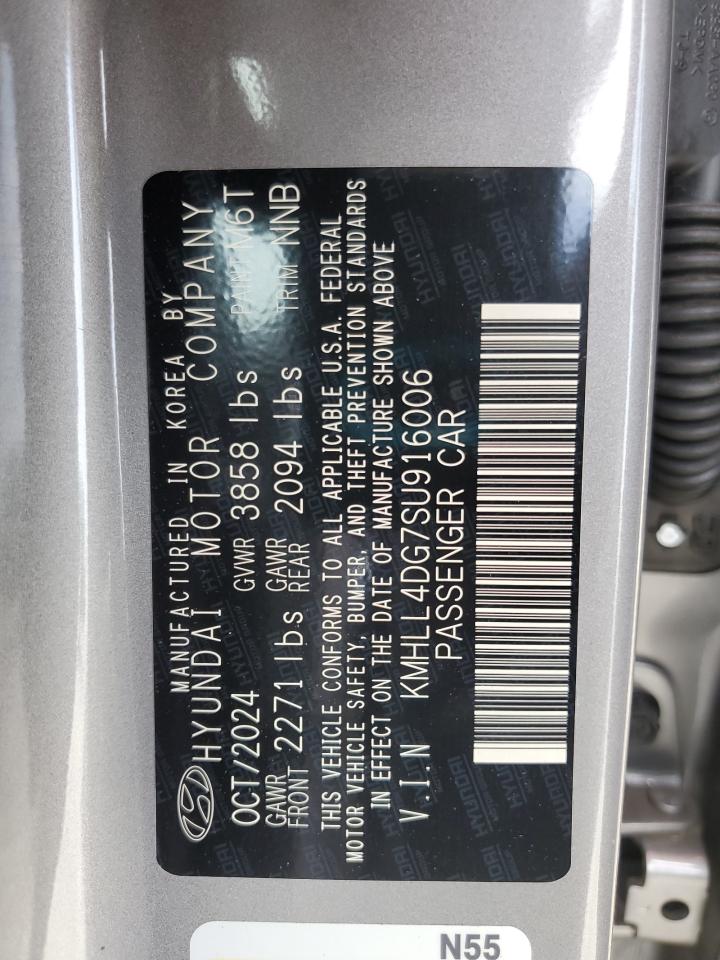 MANUFACTURED IN KOREA BY
HYUNDAI MOTOR COMPANY
OCT/2024 GVWR 3858 lbs PAINT M6T
GAWR FRONT 2271 lbs GAWR REAR 2094 lbs TRIM NNB
THIS VEHICLE CONFORMS TO ALL APPLICABLE U.S.A. FEDERAL
MOTOR VEHICLE SAFETY, BUMPER, AND THEFT PREVENTION STANDARDS
IN EFFECT ON THE DATE OF MANUFACTURE SHOWN ABOVE
V.I.N KMHLL4DG7SU916006
PASSENGER CAR
N55